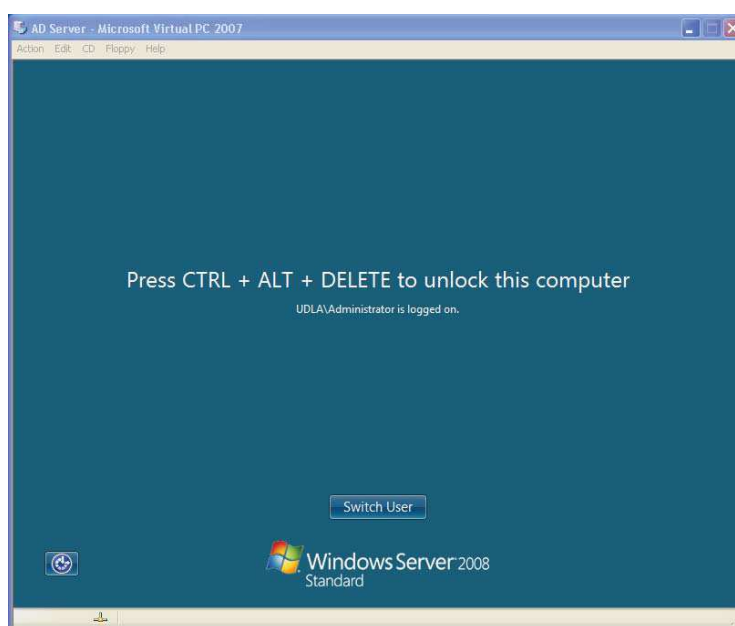 AD Server - Microsoft Virtual PC 2007
Action Edit CD Floppy Help
Press CTRL + ALT + DELETE to unlock this computer
UDLA\Administrator is logged on.
Switch User
Windows Server 2008
Standard